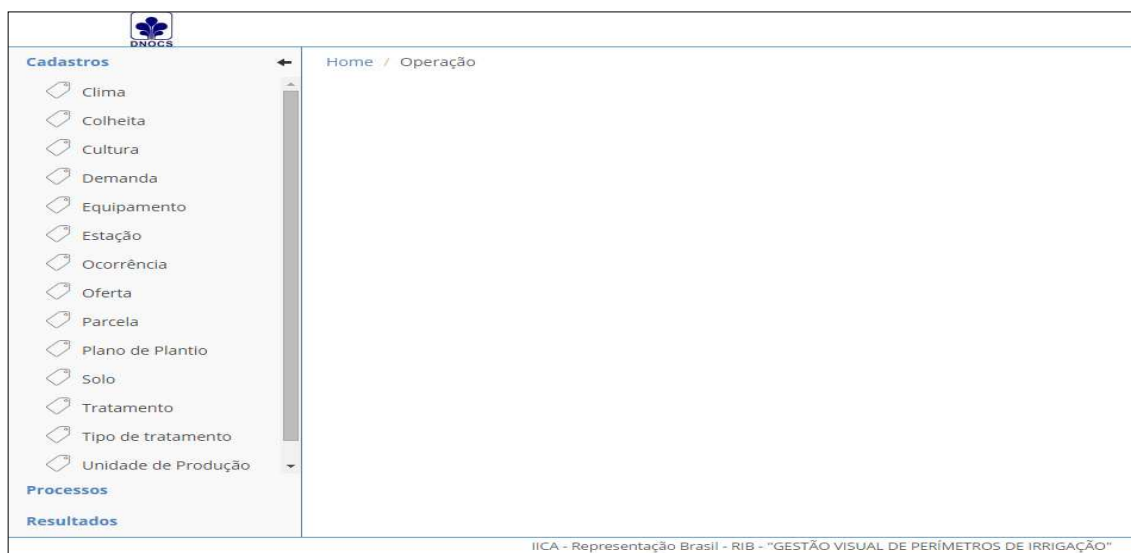 DNOCS
Cadastros
Home / Operação
Clima
Colheita
Cultura
Demanda
Equipamento
Estação
Ocorrência
Oferta
Parcela
Plano de Plantio
Solo
Tratamento
Tipo de tratamento
Unidade de Produção
Processos
Resultados
IICA - Representação Brasil - RIB - "GESTÃO VISUAL DE PERÍMETROS DE IRRIGAÇÃO"